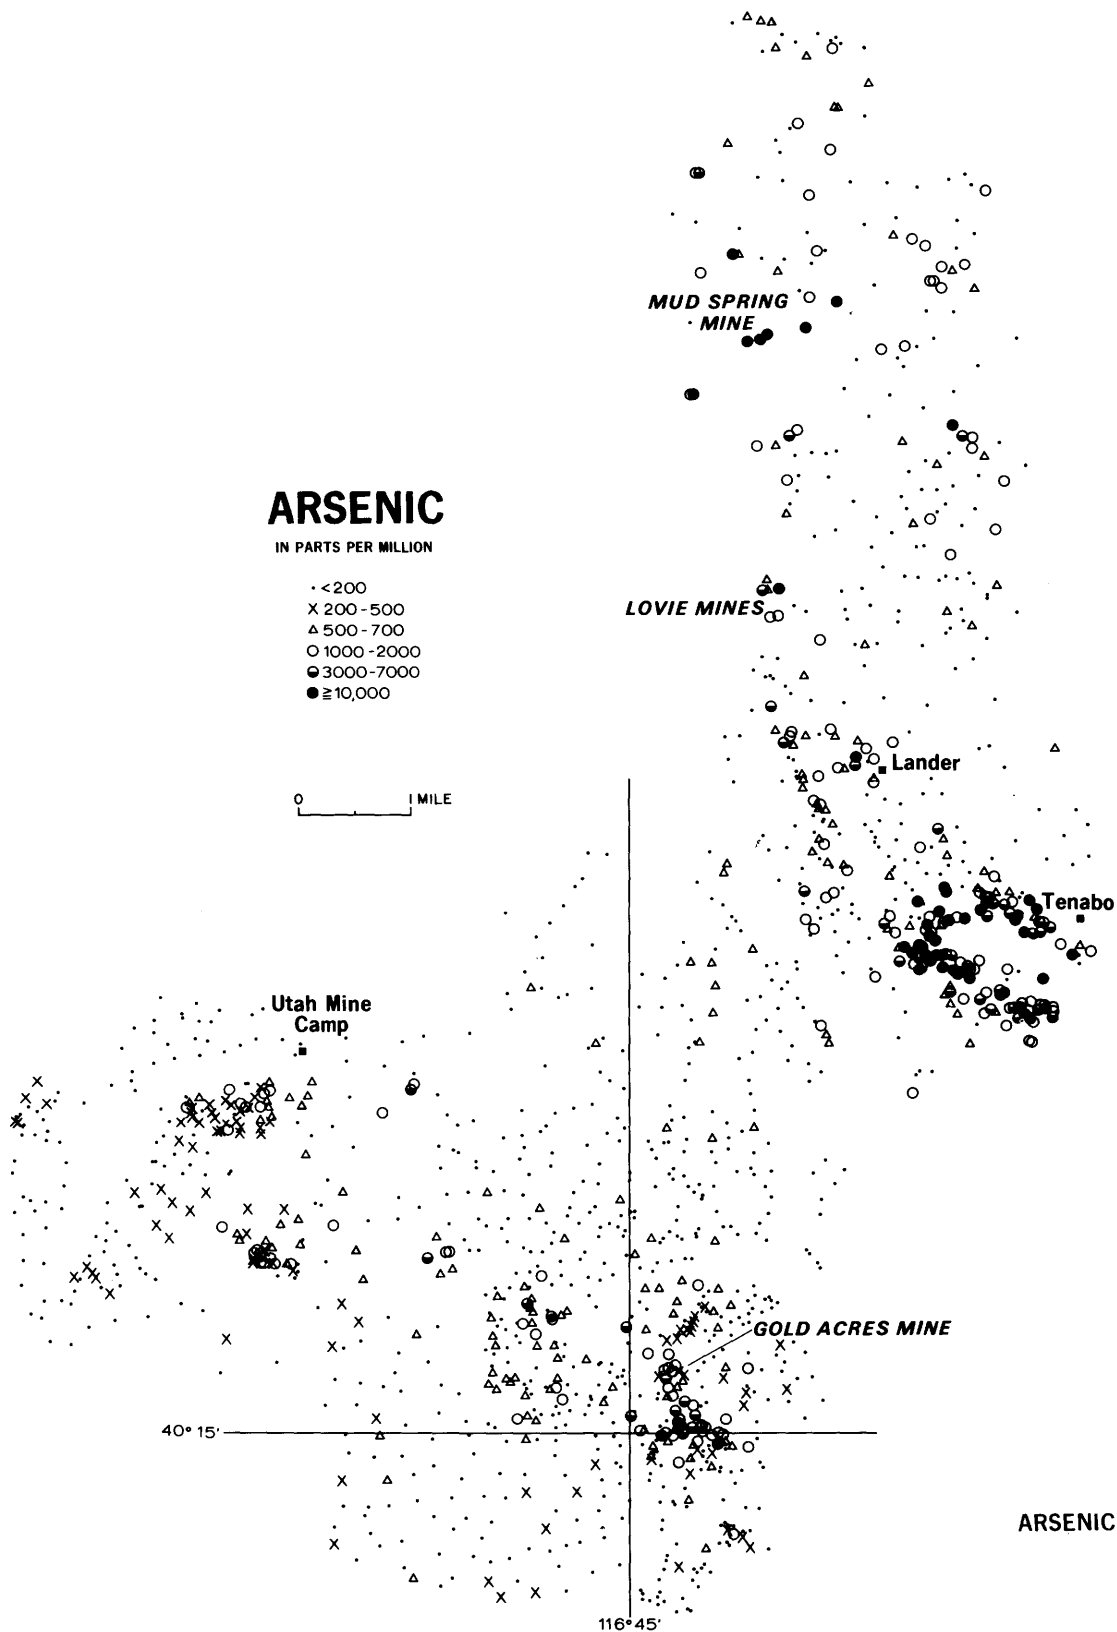 MUD SPRING
MINE
ARSENIC
IN PARTS PER MILLION
<200
200-500
500-700
1000-2000
3000-7000
≧10,000
LOVIE MINES
Lander
0 1 MILE
Tenabo
Utah Mine
Camp
GOLD ACRES MINE
40° 15'
ARSENIC
116°45'